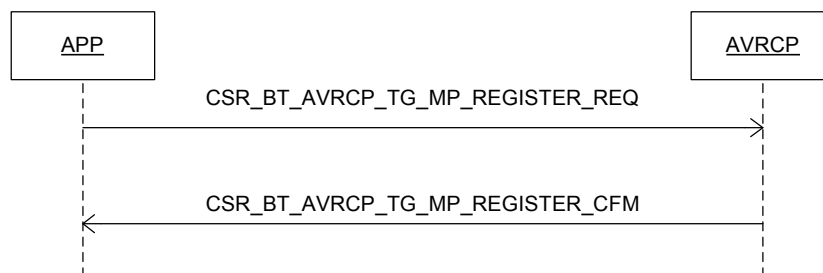 APP
AVRCP
CSR_BT_AVRCP_TG_MP_REGISTER_REQ
CSR_BT_AVRCP_TG_MP_REGISTER_CFM